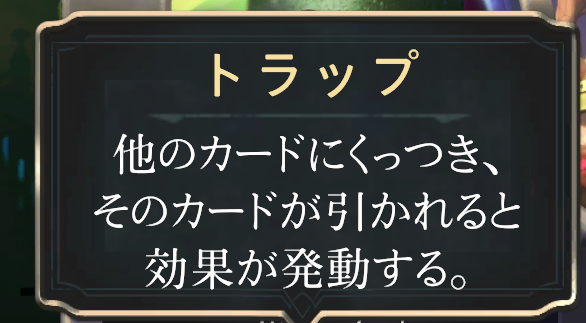 トラップ
他のカードにくっつき、
そのカードが引かれると
効果が発動する。